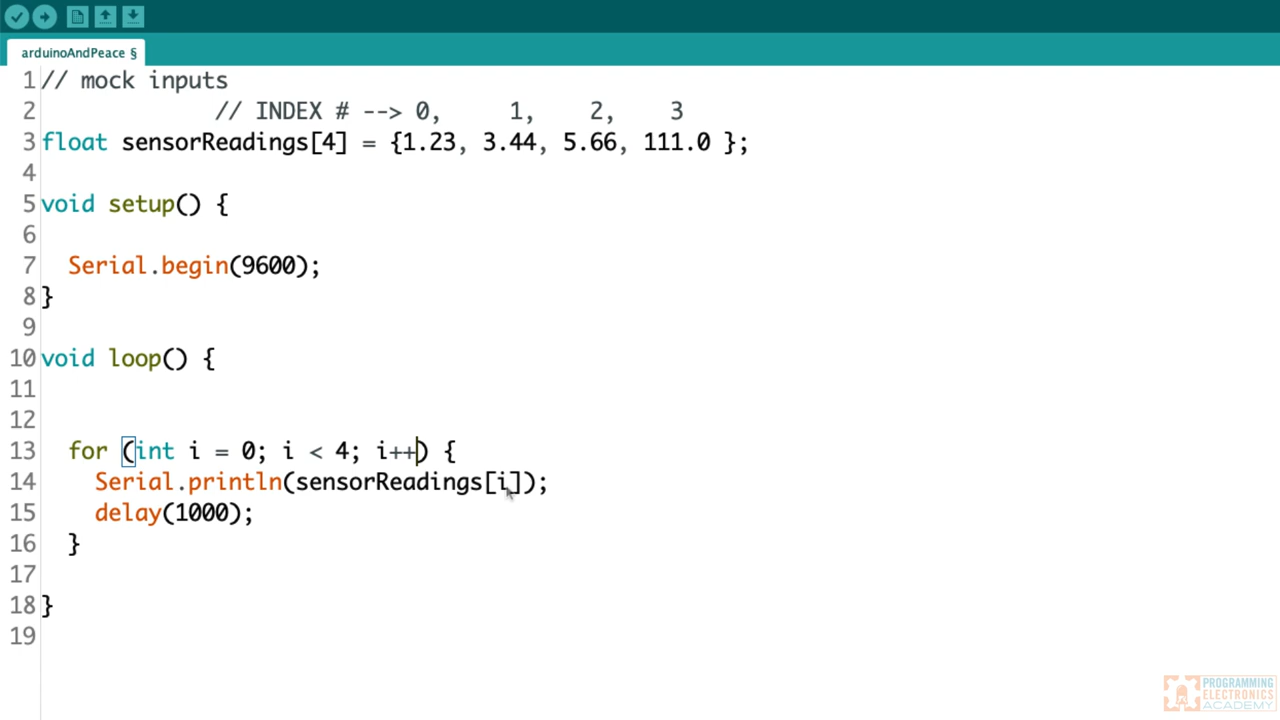 arduinoAndPeace §
1 // mock inputs
2 // INDEX # --> 0, 1, 2, 3
3 float sensorReadings[4] = {1.23, 3.44, 5.66, 111.0 };
4
5 void setup() {
6
7 Serial.begin(9600);
8 }
9
10 void loop() {
11
12
13 for (int i = 0; i < 4; i++) {
14 Serial.println(sensorReadings[i]);
15 delay(1000);
16 }
17
18 }
19
PROGRAMMING
ELECTRONICS
ACADEMY